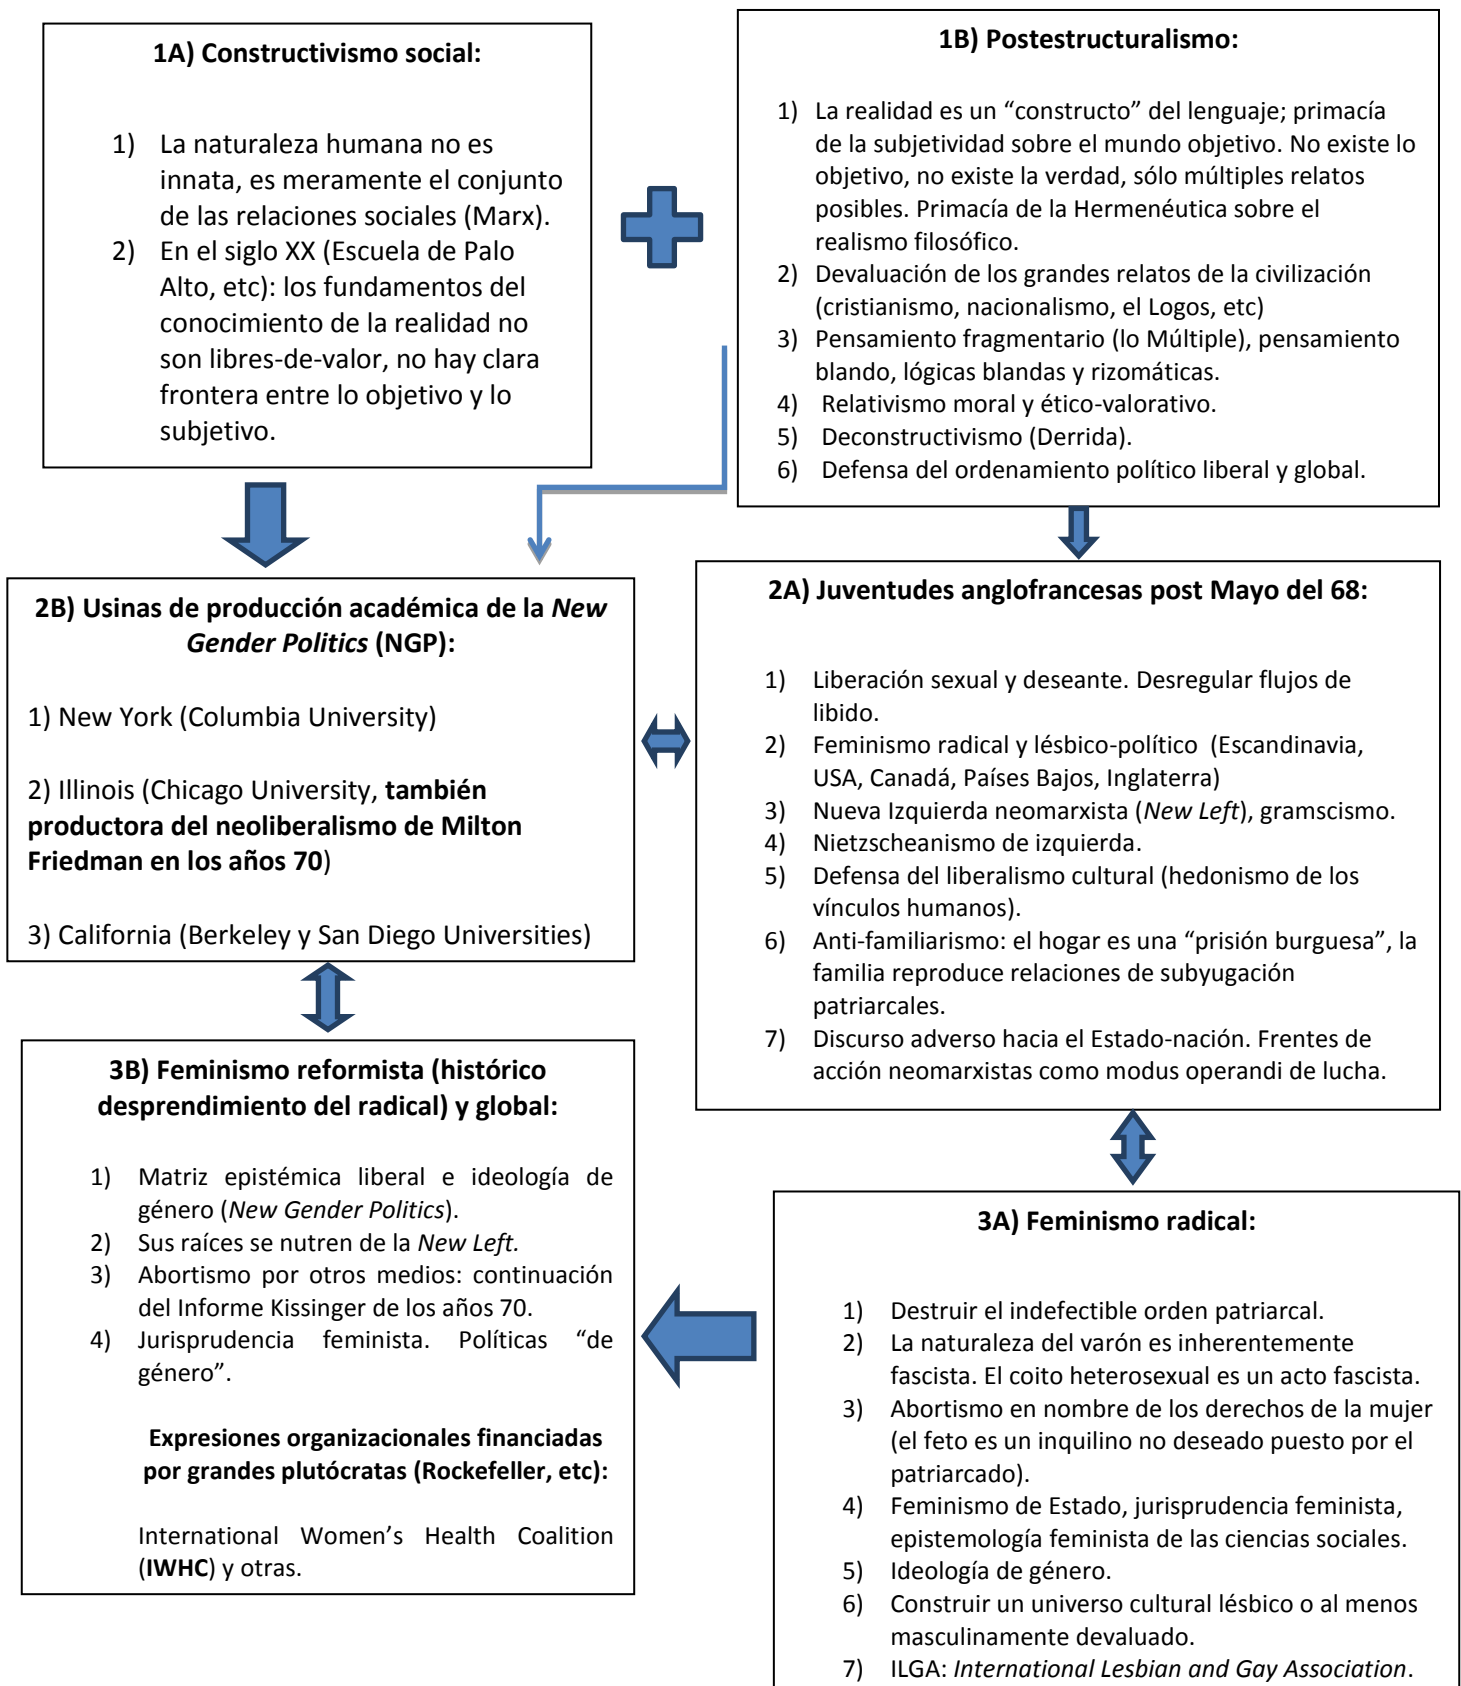 1A) Constructivismo social:
1) La naturaleza humana no es
innata, es meramente el conjunto
de las relaciones sociales (Marx).
2) En el siglo XX (Escuela de Palo
Alto, etc): los fundamentos del
conocimiento de la realidad no
son libres-de-valor, no hay clara
frontera entre lo objetivo y lo
subjetivo.
1B) Postestructuralismo:
1) La realidad es un “constructo” del lenguaje; primacía
de la subjetividad sobre el mundo objetivo. No existe lo
objetivo, no existe la verdad, sólo múltiples relatos
posibles. Primacía de la Hermenéutica sobre el
realismo filosófico.
2) Devaluación de los grandes relatos de la civilización
(cristianismo, nacionalismo, el Logos, etc)
3) Pensamiento fragmentario (lo Múltiple), pensamiento
blando, lógicas blandas y rizomáticas.
4) Relativismo moral y ético-valorativo.
5) Deconstructivismo (Derrida).
6) Defensa del ordenamiento político liberal y global.
2B) Usinas de producción académica de la New
Gender Politics (NGP):
1) New York (Columbia University)
2) Illinois (Chicago University, también
productora del neoliberalismo de Milton
Friedman en los años 70)
3) California (Berkeley y San Diego Universities)
2A) Juventudes anglofrancesas post Mayo del 68:
1) Liberación sexual y deseante. Desregular flujos de
libido.
2) Feminismo radical y lésbico-político (Escandinavia,
USA, Canadá, Países Bajos, Inglaterra)
3) Nueva Izquierda neomarxista (New Left), gramscismo.
4) Nietzscheanismo de izquierda.
5) Defensa del liberalismo cultural (hedonismo de los
vínculos humanos).
6) Anti-familiarismo: el hogar es una “prisión burguesa”, la
familia reproduce relaciones de subyugación
patriarcales.
7) Discurso adverso hacia el Estado-nación. Frentes de
acción neomarxistas como modus operandi de lucha.
3B) Feminismo reformista (histórico
desprendimiento del radical) y global:
1) Matriz epistémica liberal e ideología de
género (New Gender Politics).
2) Sus raíces se nutren de la New Left.
3) Abortismo por otros medios: continuación
del Informe Kissinger de los años 70.
4) Jurisprudencia feminista. Políticas “de
género”.
Expresiones organizacionales financiadas
por grandes plutócratas (Rockefeller, etc):
International Women’s Health Coalition
(IWHC) y otras.
3A) Feminismo radical:
1) Destruir el indefectible orden patriarcal.
2) La naturaleza del varón es inherentemente
fascista. El coito heterosexual es un acto fascista.
3) Abortismo en nombre de los derechos de la mujer
(el feto es un inquilino no deseado puesto por el
patriarcado).
4) Feminismo de Estado, jurisprudencia feminista,
epistemología feminista de las ciencias sociales.
5) Ideología de género.
6) Construir un universo cultural lésbico o al menos
masculinamente devaluado.
7) ILGA: International Lesbian and Gay Association.